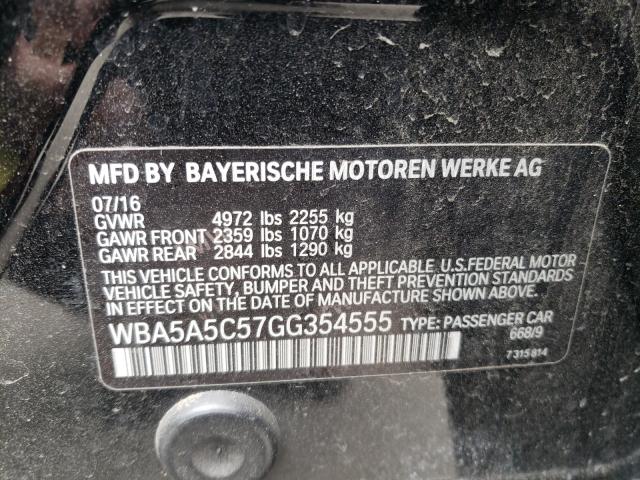 MFD BY BAYERISCHE MOTOREN WERKE AG
07/16
GVWR 4972 lbs 2255 kg
GAWR FRONT 2359 lbs 1070 kg
GAWR REAR 2844 lbs 1290 kg
THIS VEHICLE CONFORMS TO ALL APPLICABLE U.S.FEDERAL MOTOR
VEHICLE SAFETY, BUMPER AND THEFT PREVENTION STANDARDS
IN EFFECT ON THE DATE OF MANUFACTURE SHOWN ABOVE.
WBA5A5C57GG354555 TYPE: PASSENGER CAR
668/9
7315814